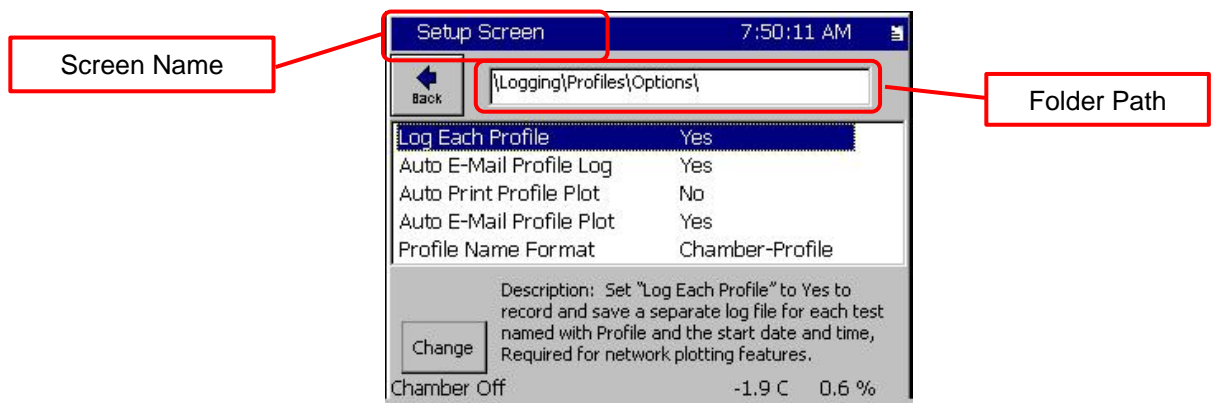 Screen Name
Setup Screen 7:50:11 AM
Back
\Logging\Profiles\Options\
Folder Path
Log Each Profile Yes
Auto E-Mail Profile Log Yes
Auto Print Profile Plot No
Auto E-Mail Profile Plot Yes
Profile Name Format Chamber-Profile
Description: Set "Log Each Profile" to Yes to
record and save a separate log file for each test
named with Profile and the start date and time,
Required for network plotting features.
Change
Chamber Off -1.9 C 0.6 %